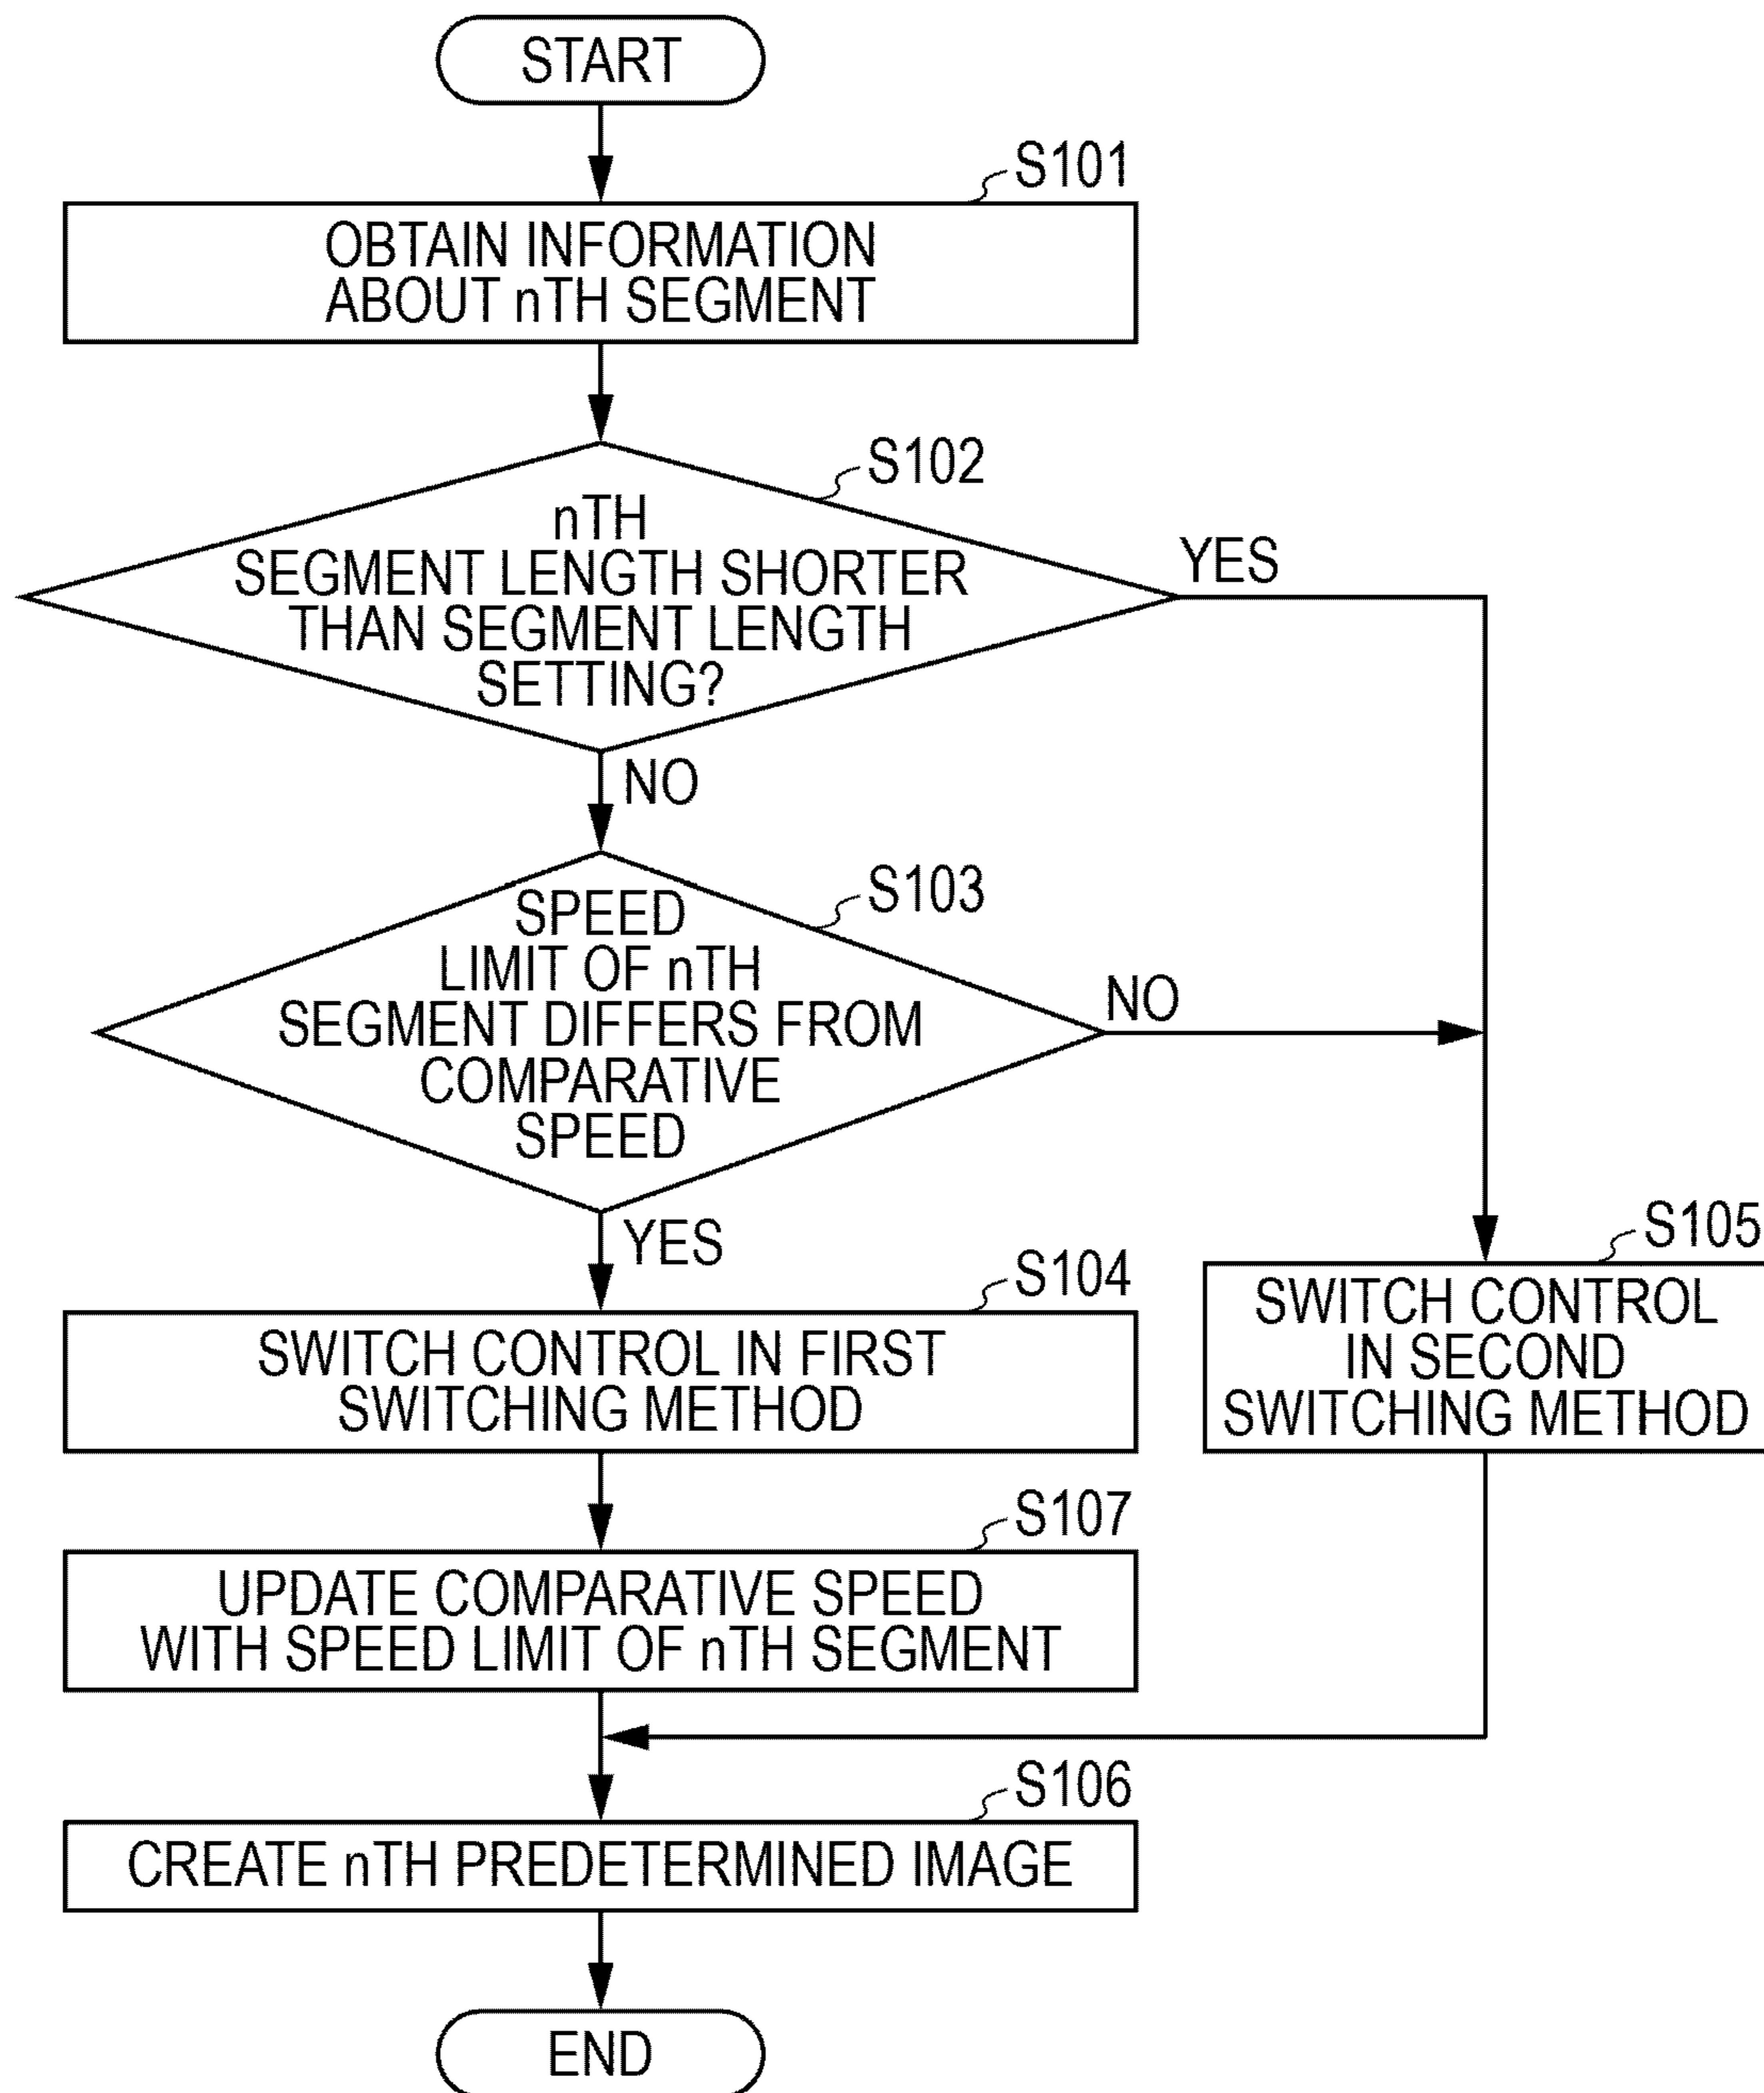 START
S101
OBTAIN INFORMATION
ABOUT nTH SEGMENT
S102
nTH
SEGMENT LENGTH SHORTER
THAN SEGMENT LENGTH
SETTING?
YES
NO
S103
SPEED
LIMIT OF nTH
SEGMENT DIFFERS FROM
COMPARATIVE
SPEED
NO
YES
S104
SWITCH CONTROL IN FIRST
SWITCHING METHOD
S105
SWITCH CONTROL
IN SECOND
SWITCHING METHOD
S107
UPDATE COMPARATIVE SPEED
WITH SPEED LIMIT OF nTH SEGMENT
S106
CREATE nTH PREDETERMINED IMAGE
END